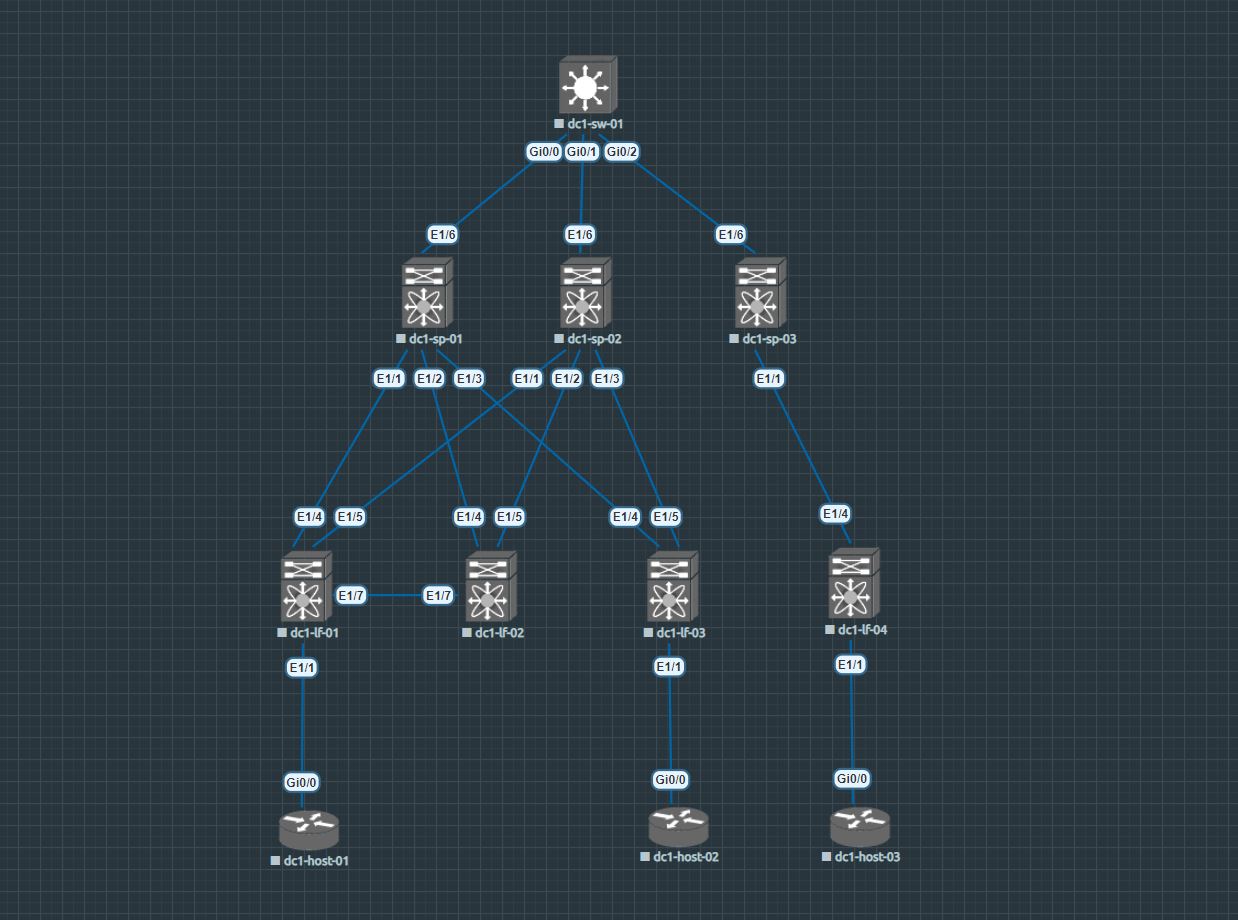 dc1-sw-01
Gi0/0 Gi0/1 Gi0/2
E1/6 E1/6 E1/6
dc1-sp-01 dc1-sp-02 dc1-sp-03
E1/1 E1/2 E1/3 E1/1 E1/2 E1/3 E1/1
E1/4 E1/5 E1/4 E1/5 E1/4 E1/5 E1/4
E1/7 E1/7
dc1-lf-01 dc1-lf-02 dc1-lf-03 dc1-lf-04
E1/1 E1/1 E1/1
Gi0/0 Gi0/0 Gi0/0
dc1-host-01 dc1-host-02 dc1-host-03